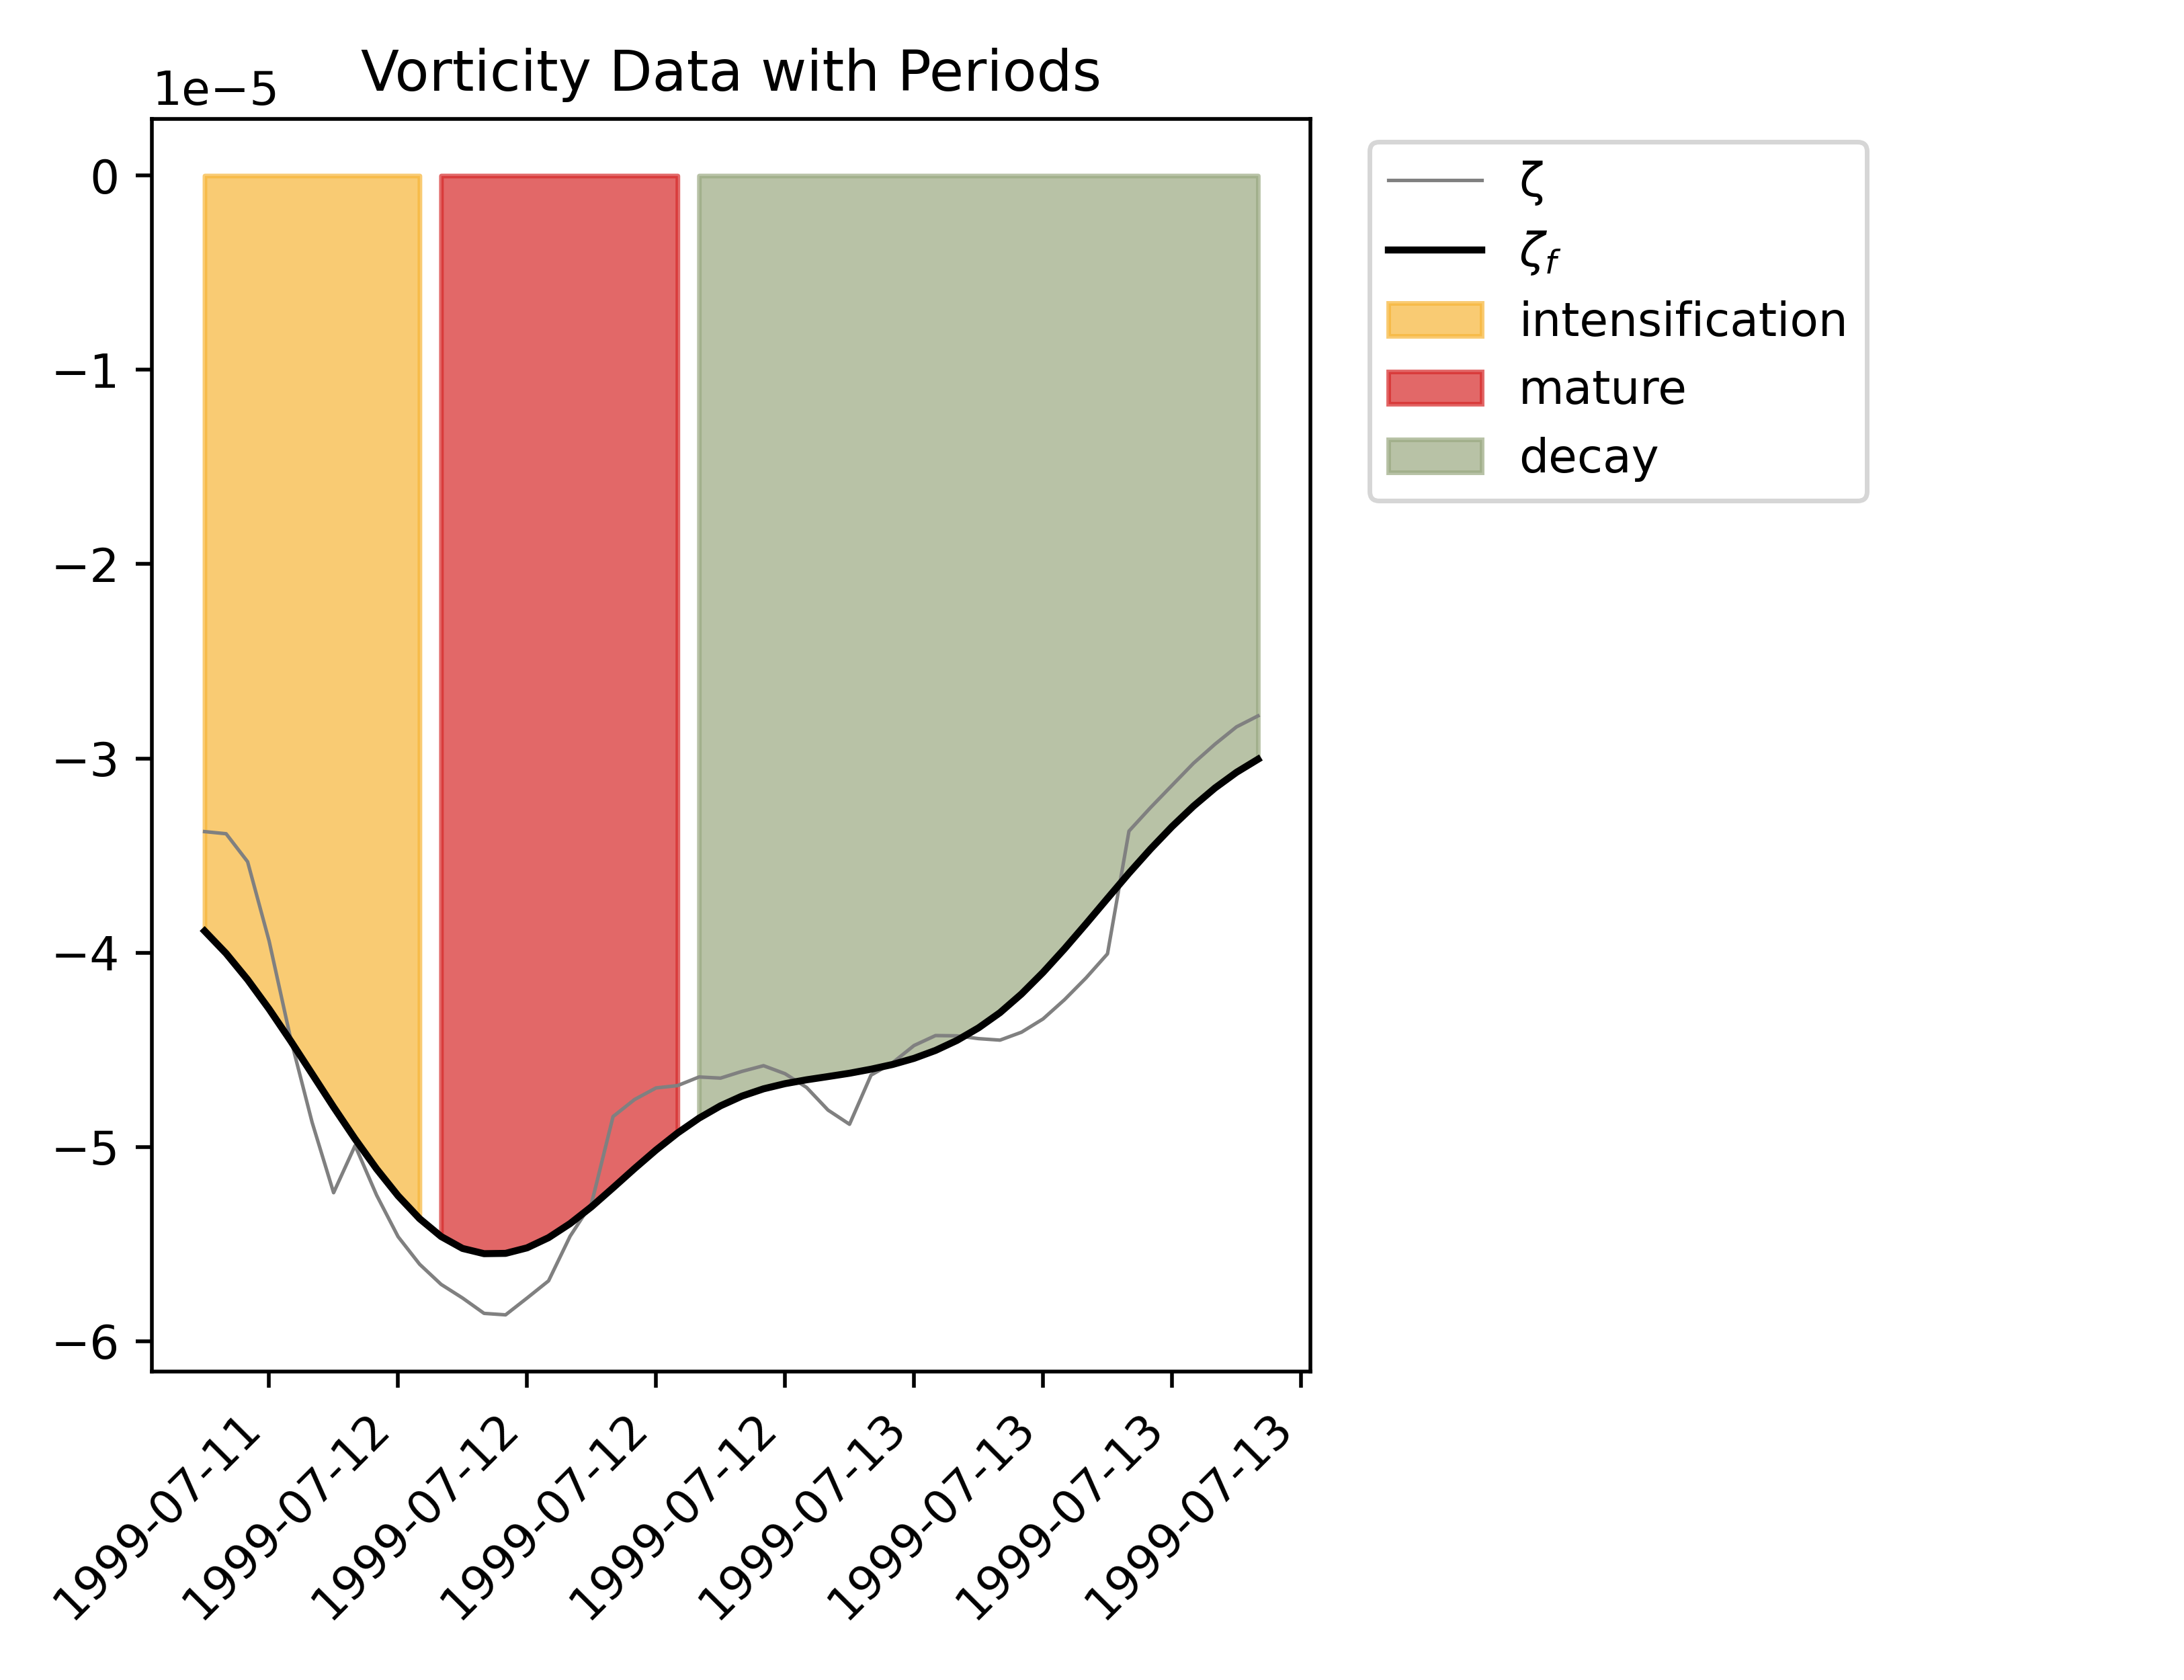 Vorticity Data with Periods
1e−5
0
−1
−2
−3
−4
−5
−6
1999-07-11
1999-07-12
1999-07-12
1999-07-12
1999-07-12
1999-07-13
1999-07-13
1999-07-13
1999-07-13
ζ
ζf
intensification
mature
decay